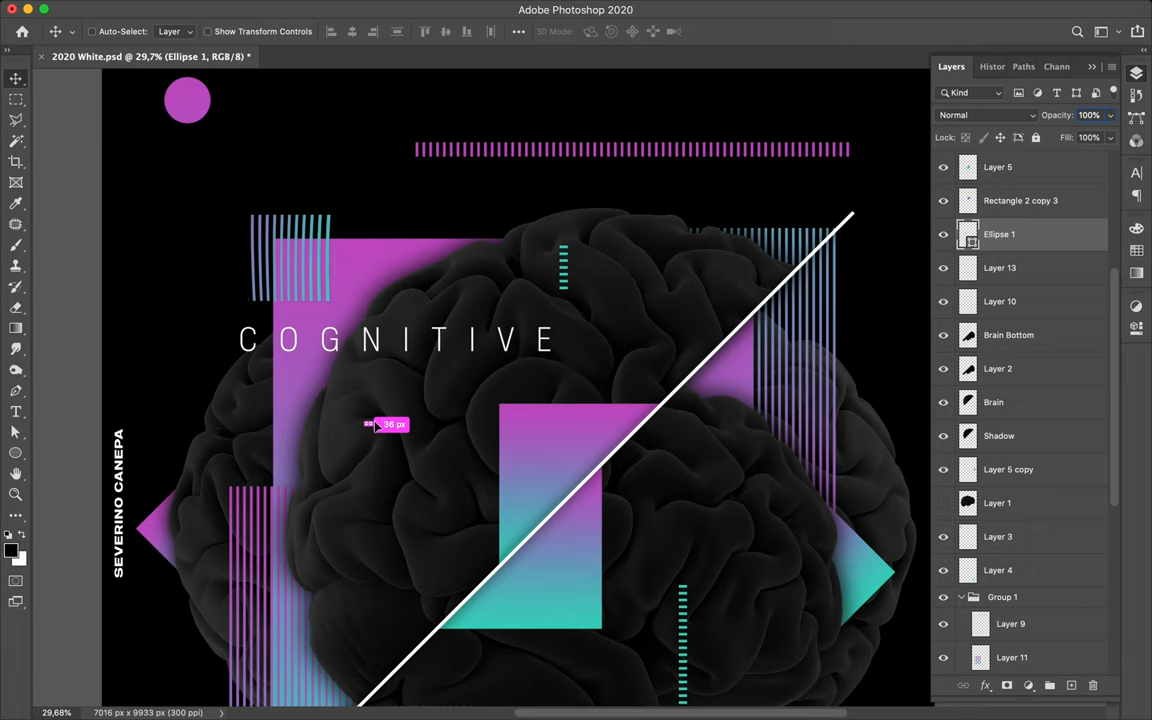 Adobe Photoshop 2020
Auto-Select: Layer Show Transform Controls 3D Mode:
2020 White.psd @ 29,7% (Ellipse 1, RGB/8) *
Layers Histor Paths Chann
Kind
Normal Opacity: 100%
Lock: Fill: 100%
Layer 5
Rectangle 2 copy 3
Ellipse 1
Layer 13
Layer 10
Brain Bottom
Layer 2
Brain
Shadow
Layer 5 copy
Layer 1
Layer 3
Layer 4
Group 1
Layer 9
Layer 11
COGNITIVE
36 px
SEVERINO CANEPA
29,68% 7016 px x 9933 px (300 ppi)